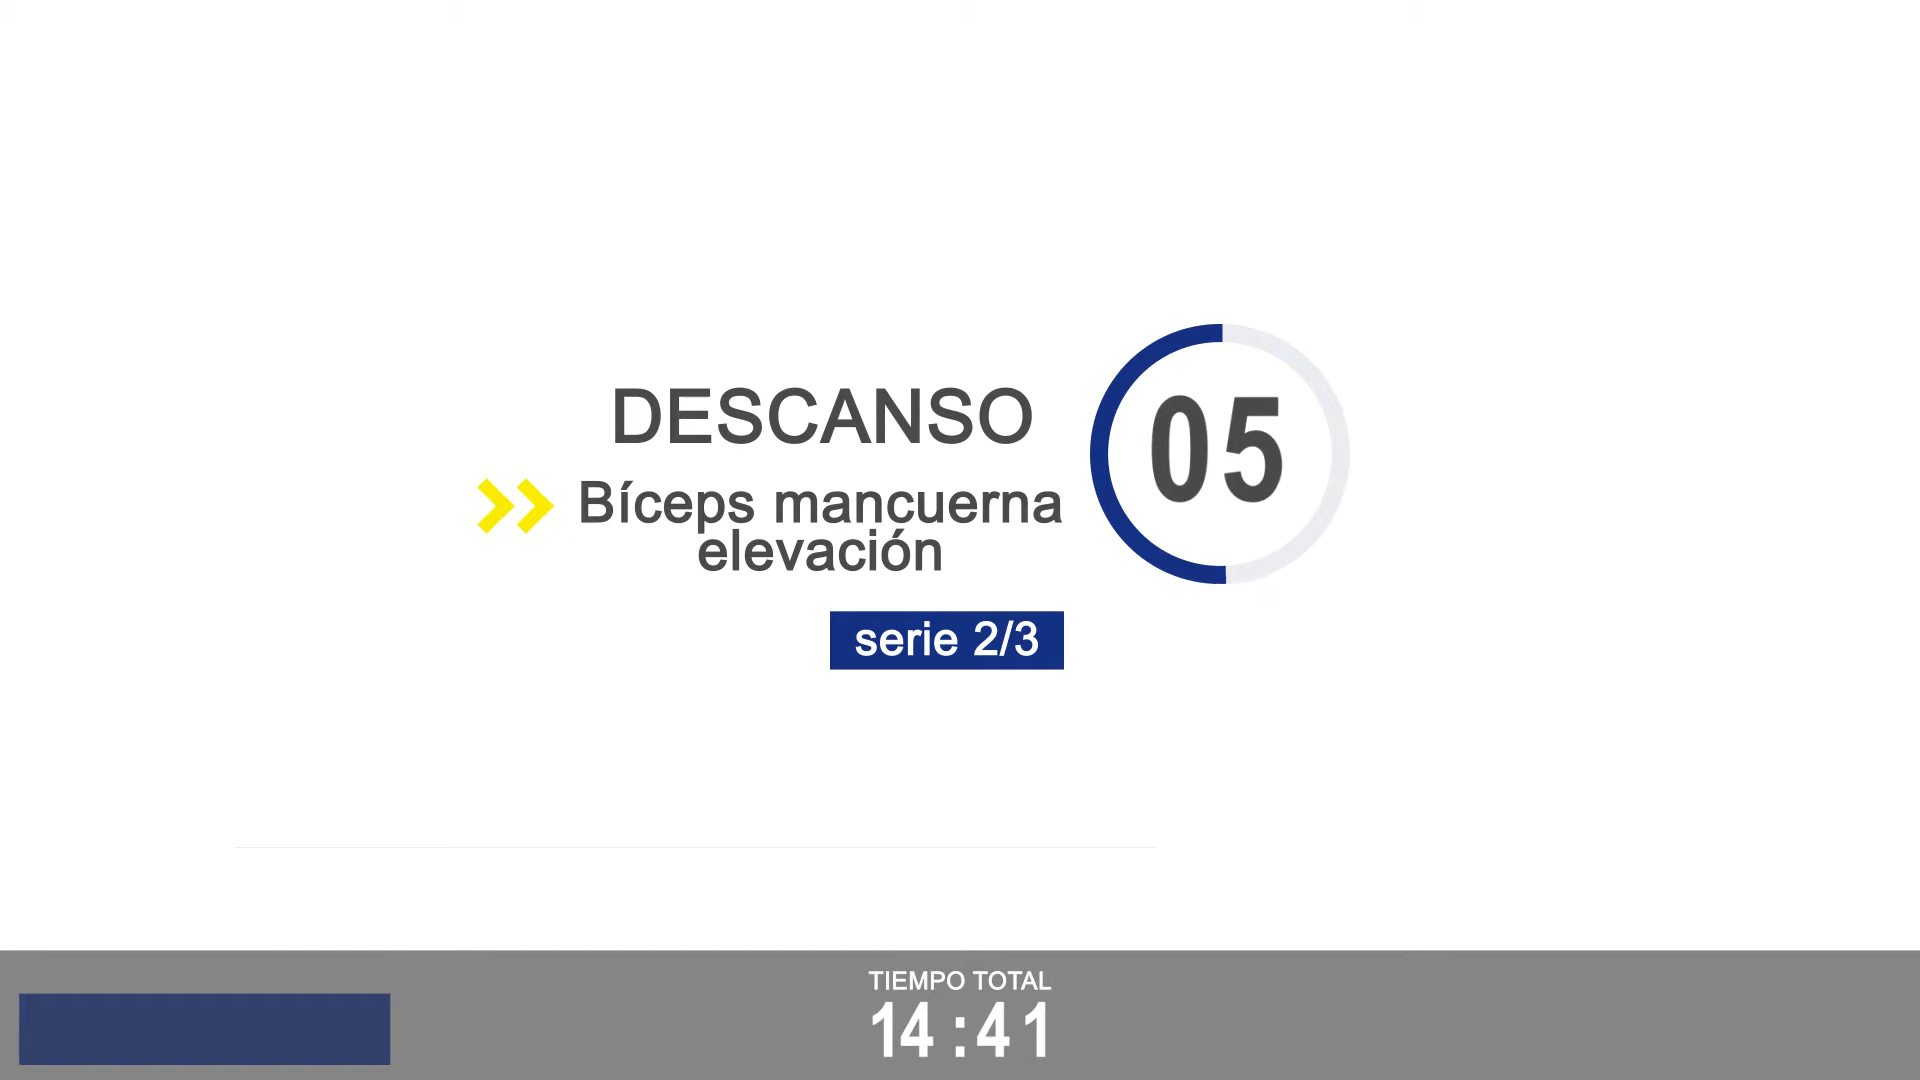 DESCANSO
05
Bíceps mancuerna
elevación
serie 2/3
TIEMPO TOTAL
14:41